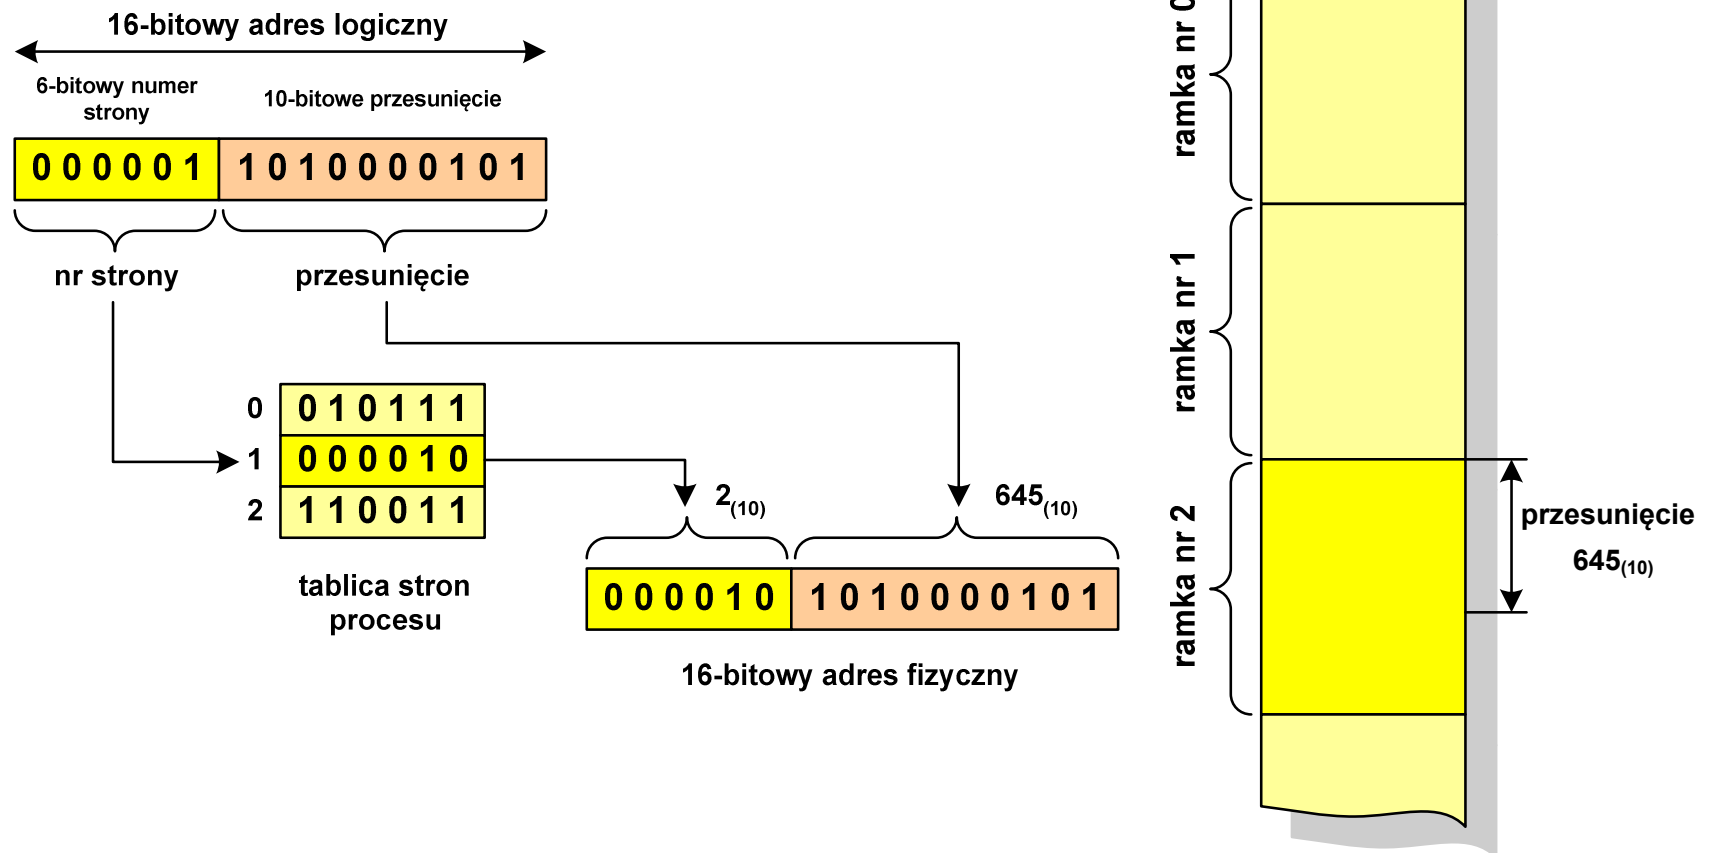 16-bitowy adres logiczny
6-bitowy numer
strony
10-bitowe przesunięcie
0 0 0 0 0 1 1 0 1 0 0 0 0 1 0 1
nr strony
przesunięcie
0 0 1 0 1 1 1
1 0 0 0 0 1 0
2 1 1 0 0 1 1
tablica stron
procesu
2(10)
645(10)
0 0 0 0 1 0 1 0 1 0 0 0 0 1 0 1
16-bitowy adres fizyczny
ramka nr 0
ramka nr 1
ramka nr 2
przesunięcie
645(10)